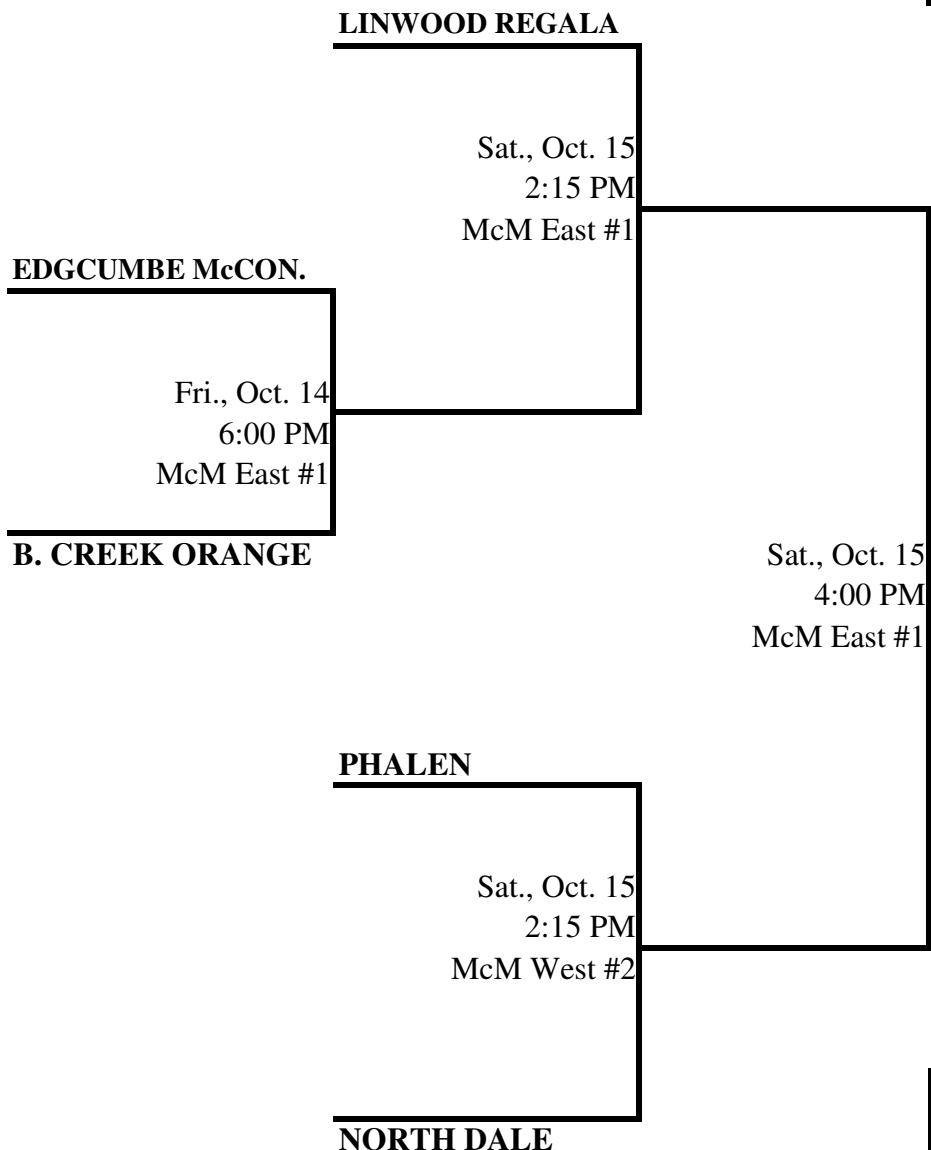 LINWOOD REGALA
Sat., Oct. 15
2:15 PM
McM East #1
EDGCUMBE McCON.
Fri., Oct. 14
6:00 PM
McM East #1
B. CREEK ORANGE
Sat., Oct. 15
4:00 PM
McM East #1
PHALEN
Sat., Oct. 15
2:15 PM
McM West #2
NORTH DALE